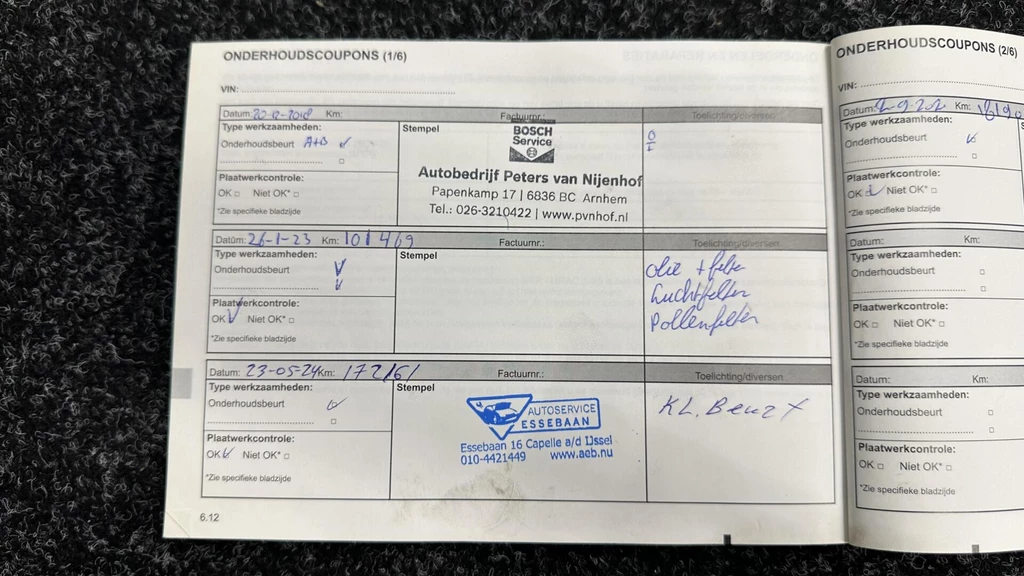 ONDERHOUDSCOUPONS (1/6)
VIN:
Datum: 20-12-2018 Km: Factuurnr.: Toelichting/diversen
Type werkzaamheden: Stempel
Onderhoudsbeurt A+B
BOSCH
Service
Autobedrijf Peters van Nijenhof
Papenkamp 17 | 6836 BC Arnhem
Tel.: 026-3210422 | www.pvnhof.nl
Plaatwerkcontrole:
OK Niet OK*
*Zie specifieke bladzijde
Datum: 26-1-23 Km: 101469 Factuurnr.: Toelichting/diversen
Type werkzaamheden: Stempel
Onderhoudsbeurt
Olie + felter
Luchtfelter
Pollenfelter
Plaatwerkcontrole:
OK Niet OK*
*Zie specifieke bladzijde
Datum: 23-05-24 Km: 172161 Factuurnr.: Toelichting/diversen
Type werkzaamheden: Stempel
Onderhoudsbeurt
AUTOSERVICE
ESSEBAAN
Essebaan 16 Capelle a/d IJssel
010-4421449 www.aeb.nu
KL. Beurt
Plaatwerkcontrole:
OK Niet OK*
*Zie specifieke bladzijde
6.12
ONDERHOUDSCOUPONS (2/6)
VIN:
Datum: Km:
Type werkzaamheden:
Onderhoudsbeurt
Plaatwerkcontrole:
OK Niet OK*
*Zie specifieke bladzijde
Datum: Km:
Type werkzaamheden:
Onderhoudsbeurt
Plaatwerkcontrole:
OK Niet OK*
*Zie specifieke bladzijde
Datum: Km:
Type werkzaamheden:
Onderhoudsbeurt
Plaatwerkcontrole:
OK Niet OK*
*Zie specifieke bladzijde